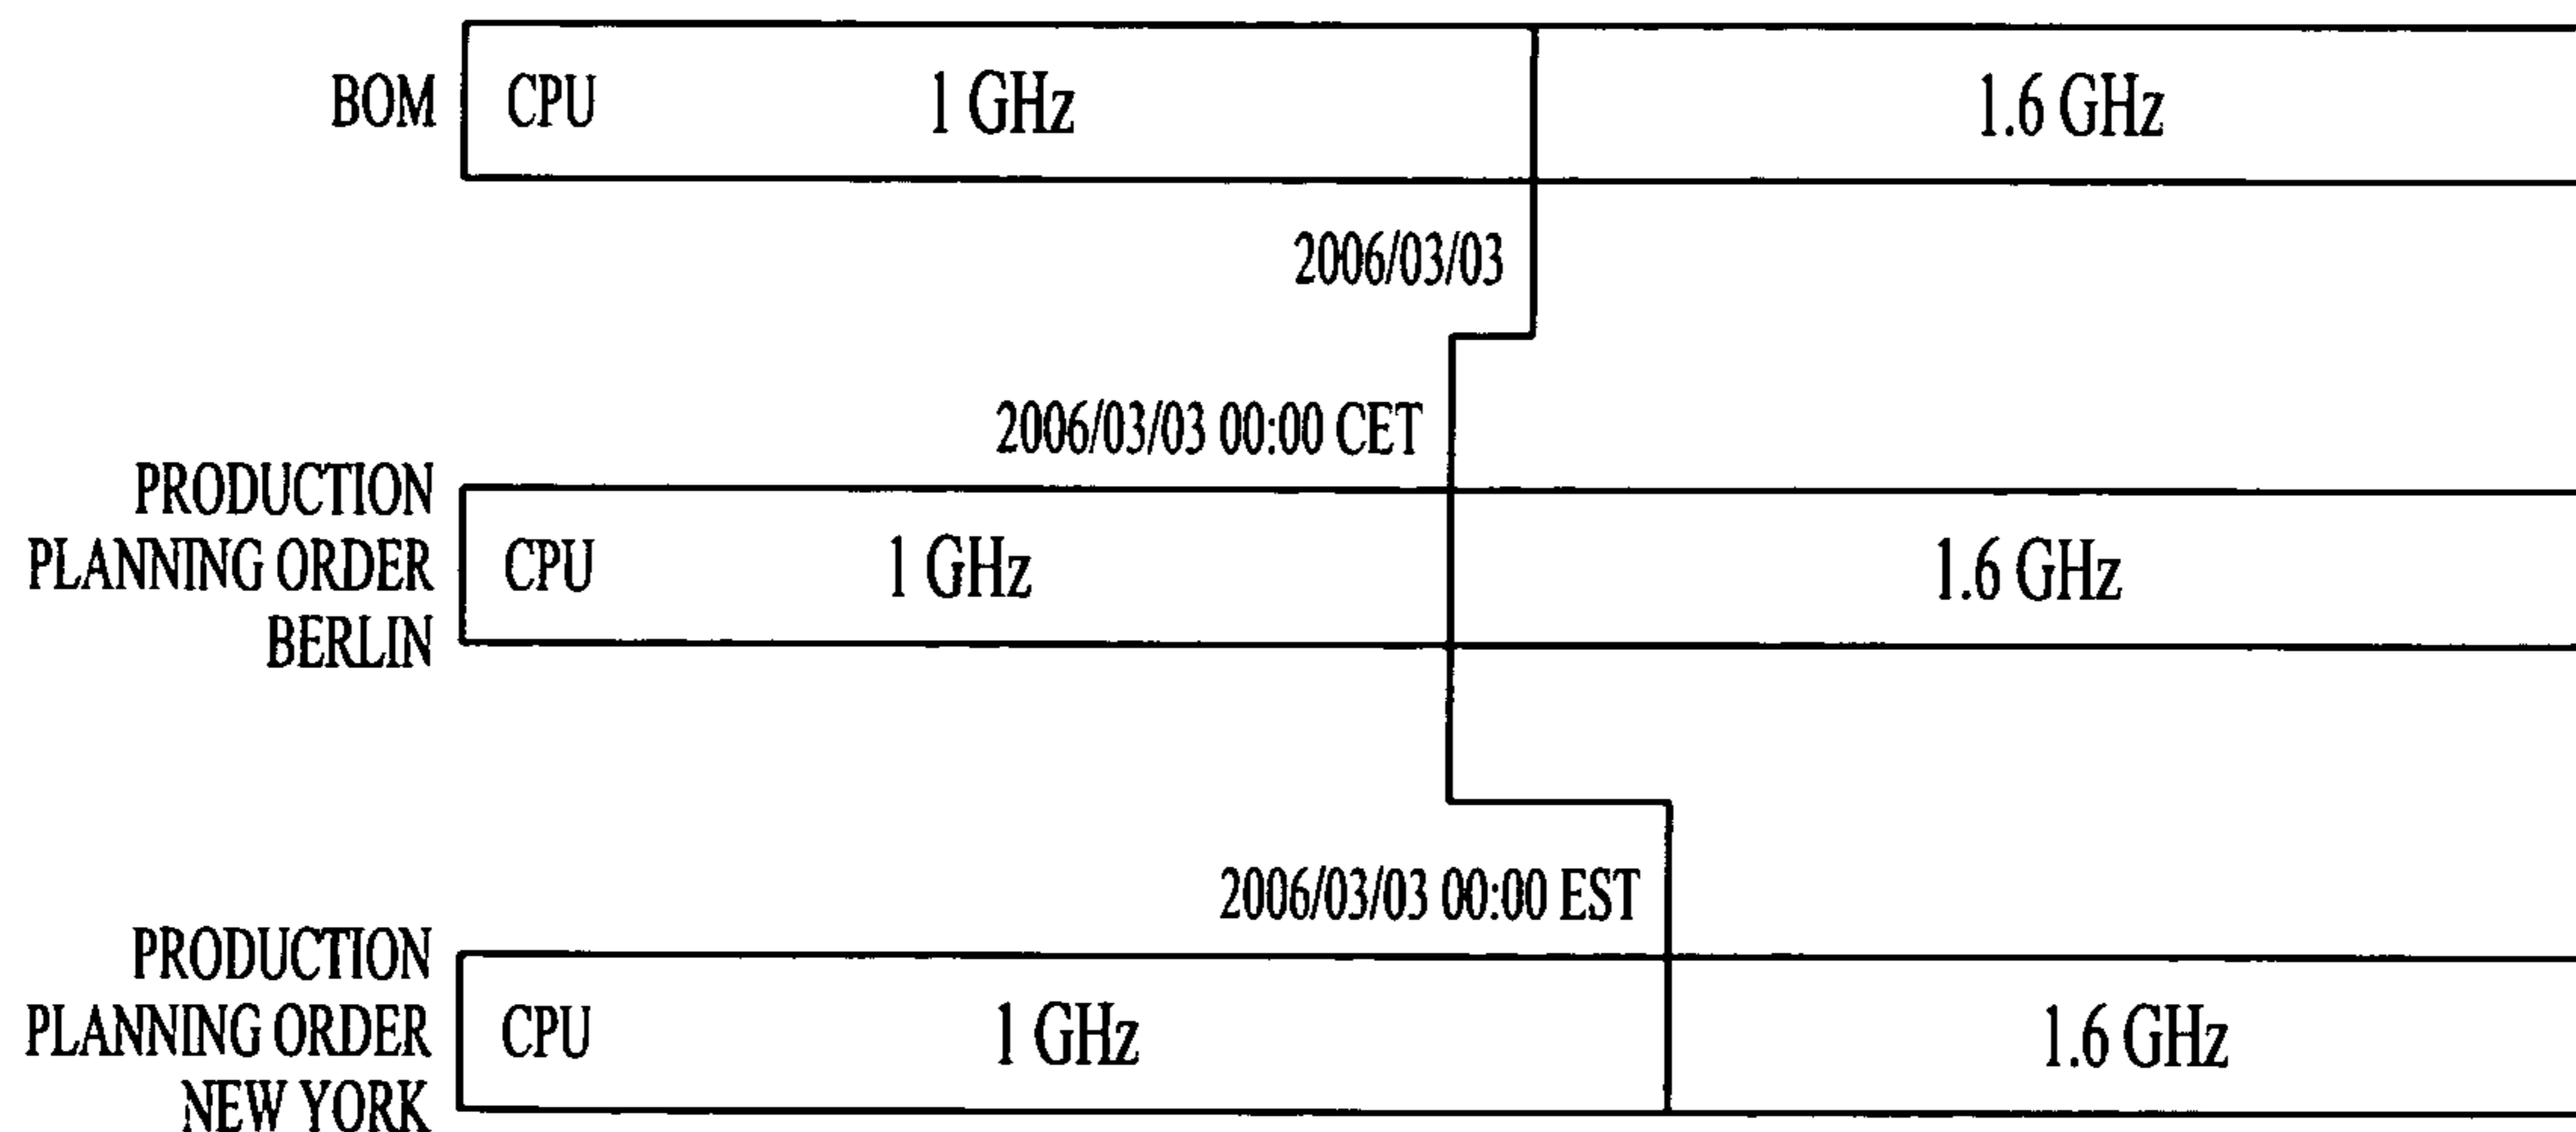 BOM
CPU
1 GHz
1.6 GHz
2006/03/03
2006/03/03 00:00 CET
PRODUCTION
PLANNING ORDER
BERLIN
CPU
1 GHz
1.6 GHz
2006/03/03 00:00 EST
PRODUCTION
PLANNING ORDER
NEW YORK
CPU
1 GHz
1.6 GHz